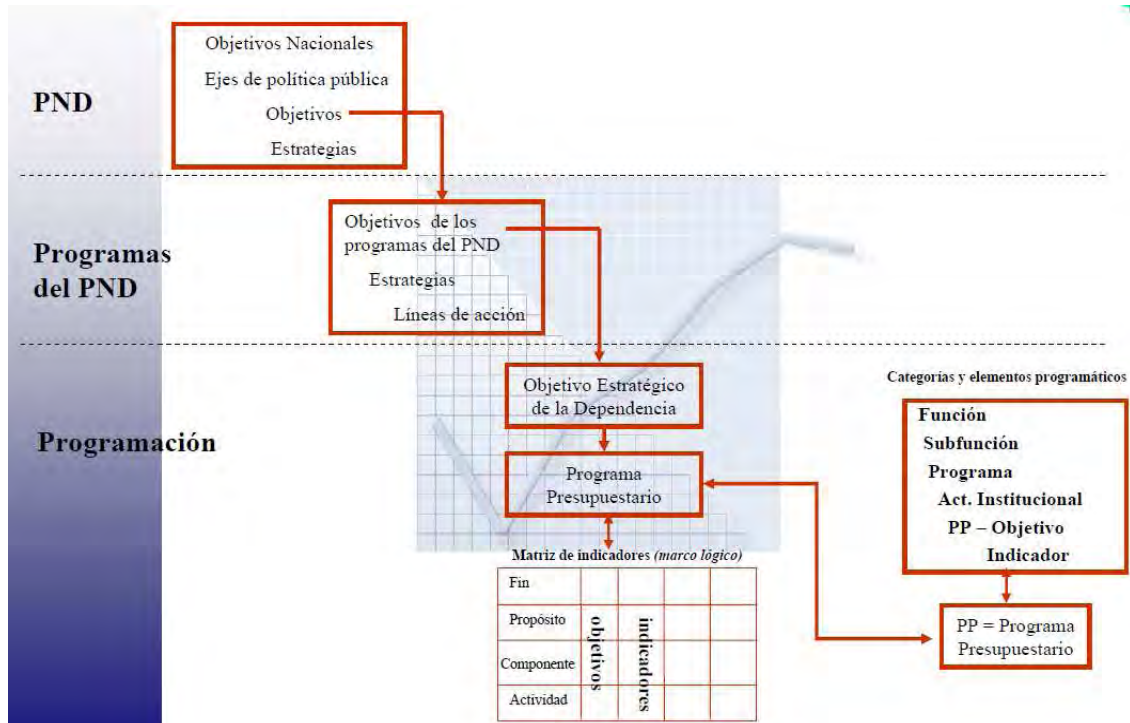 PND
Objetivos Nacionales
Ejes de política pública
Objetivos
Estrategias
Programas
del PND
Objetivos de los
programas del PND
Estrategias
Líneas de acción
Programación
Objetivo Estratégico
de la Dependencia
Programa
Presupuestario
Matriz de indicadores (marco lógico)
Fin
Propósito
Componente
Actividad
objetivos
indicadores
Categorías y elementos programáticos
Función
Subfunción
Programa
Act. Institucional
PP – Objetivo
Indicador
PP = Programa
Presupuestario